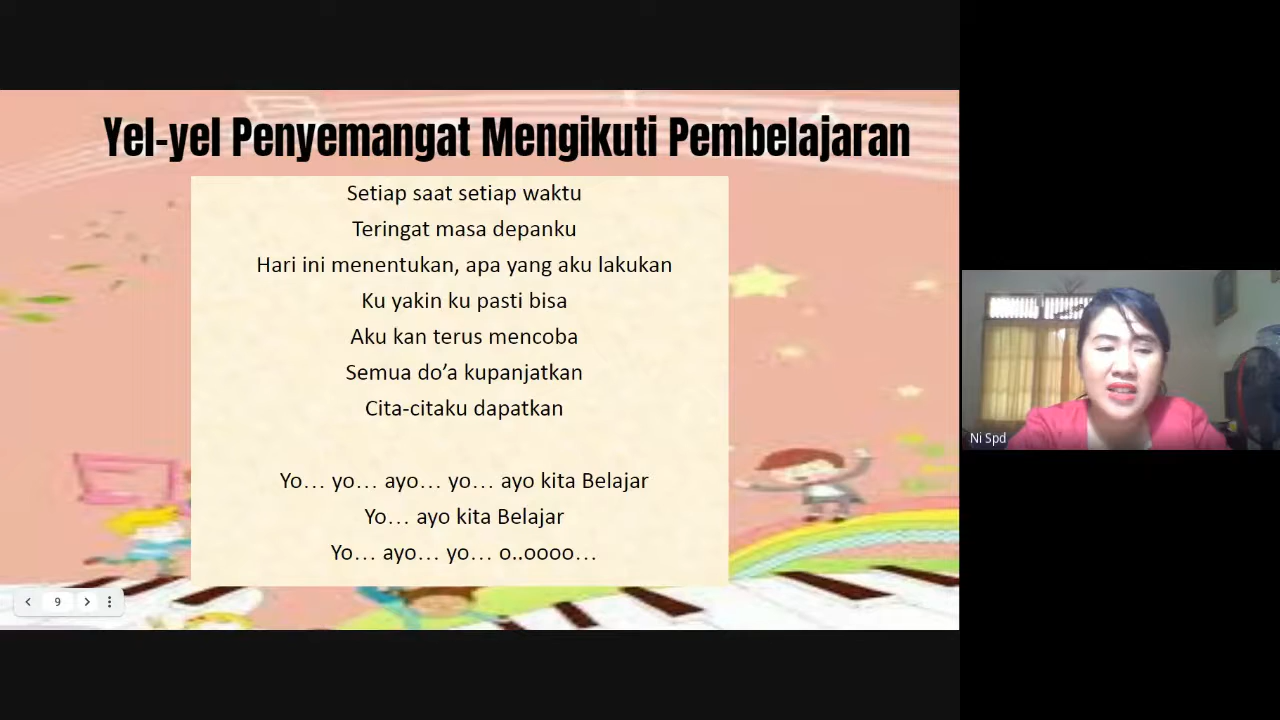 Yel-yel Penyemangat Mengikuti Pembelajaran
Setiap saat setiap waktu
Teringat masa depanku
Hari ini menentukan, apa yang aku lakukan
Ku yakin ku pasti bisa
Aku kan terus mencoba
Semua do’a kupanjatkan
Cita-citaku dapatkan
Yo... yo... ayo... yo... ayo kita Belajar
Yo... ayo kita Belajar
Yo... ayo... yo... o..oooo...
9
Ni Spd